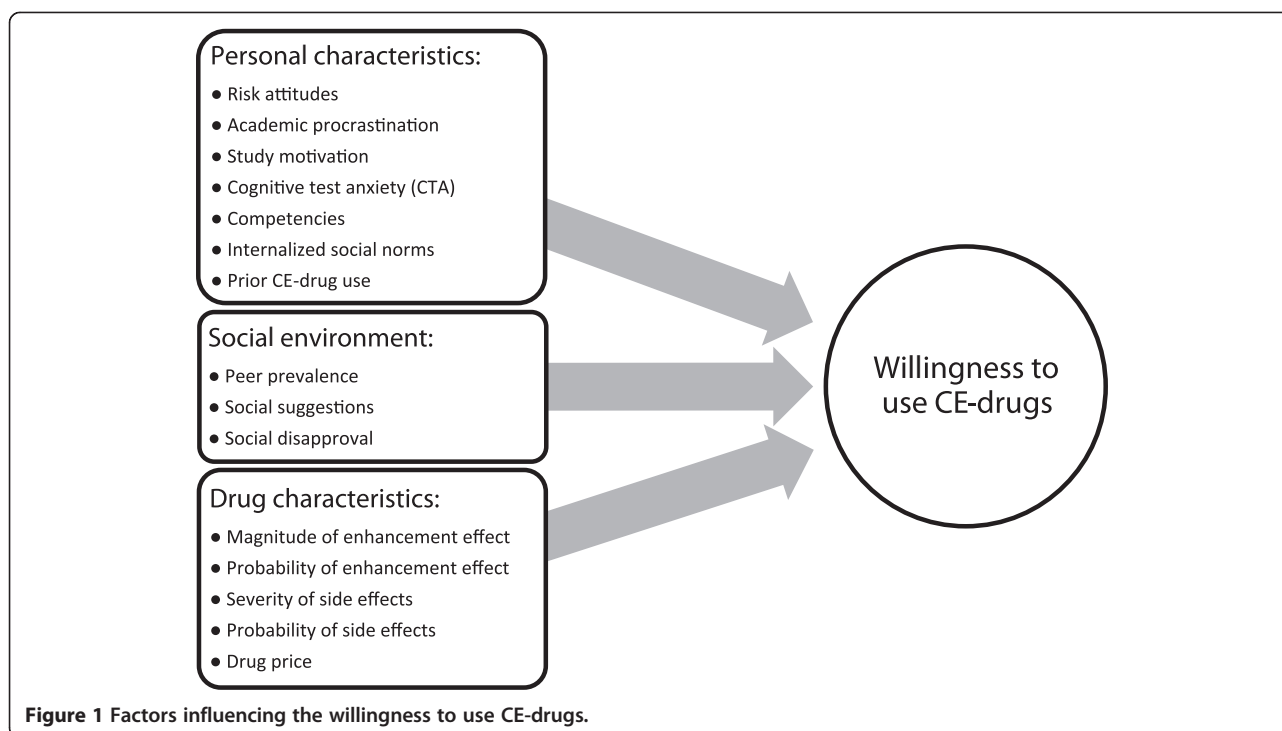 Personal characteristics:
● Risk attitudes
● Academic procrastination
● Study motivation
● Cognitive test anxiety (CTA)
● Competencies
● Internalized social norms
● Prior CE-drug use
Social environment:
● Peer prevalence
● Social suggestions
● Social disapproval
Drug characteristics:
● Magnitude of enhancement effect
● Probability of enhancement effect
● Severity of side effects
● Probability of side effects
● Drug price
Willingness to
use CE-drugs
Figure 1 Factors influencing the willingness to use CE-drugs.